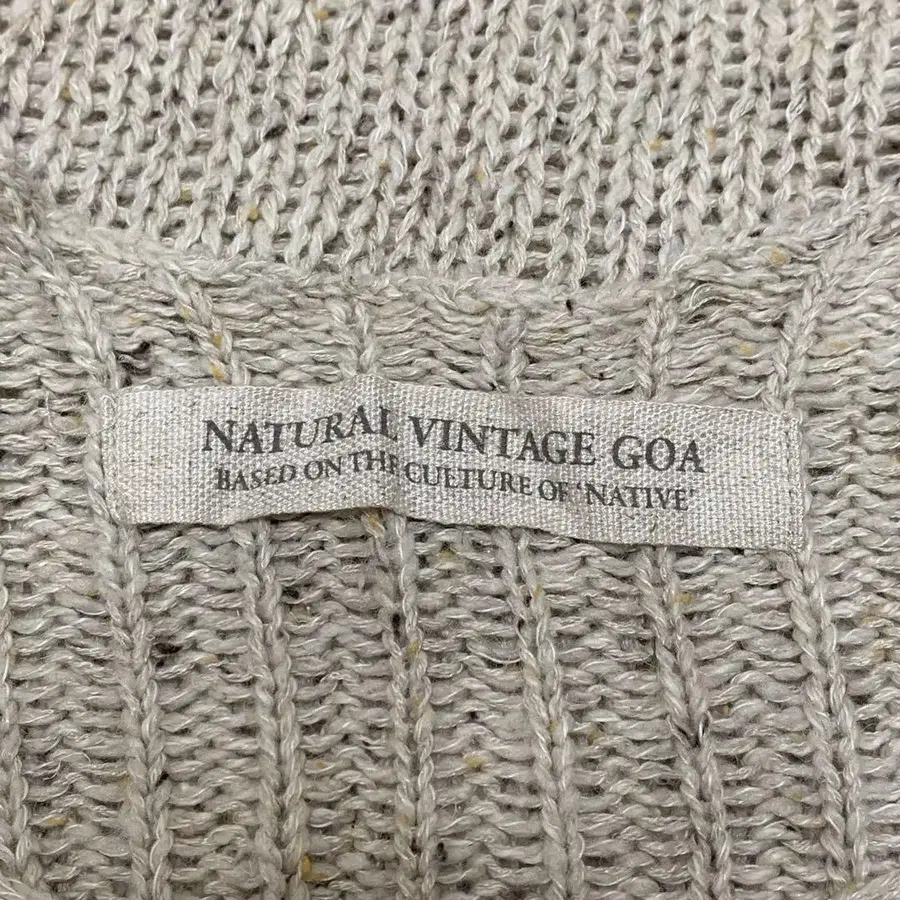 NATURAL VINTAGE GOA
BASED ON THE CULTURE OF 'NATIVE'